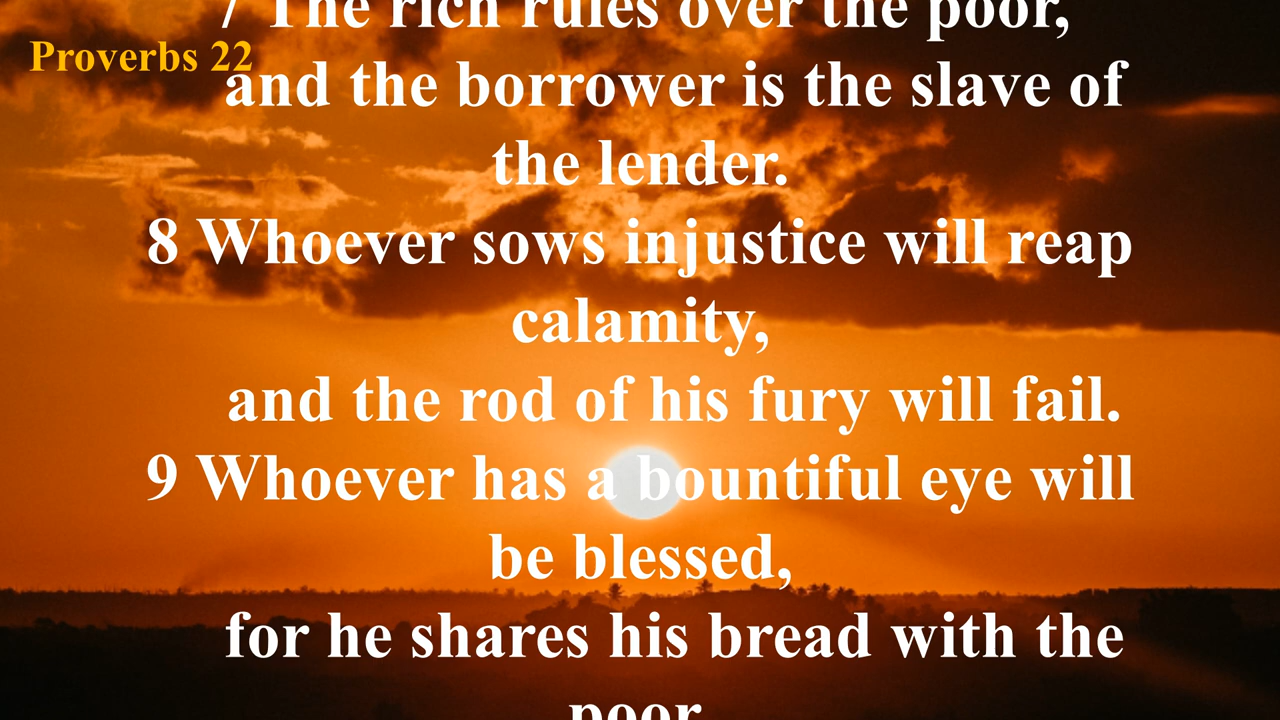 7 The rich rules over the poor,
Proverbs 22
and the borrower is the slave of
the lender.
8 Whoever sows injustice will reap
calamity,
and the rod of his fury will fail.
9 Whoever has a bountiful eye will
be blessed,
for he shares his bread with the
poor